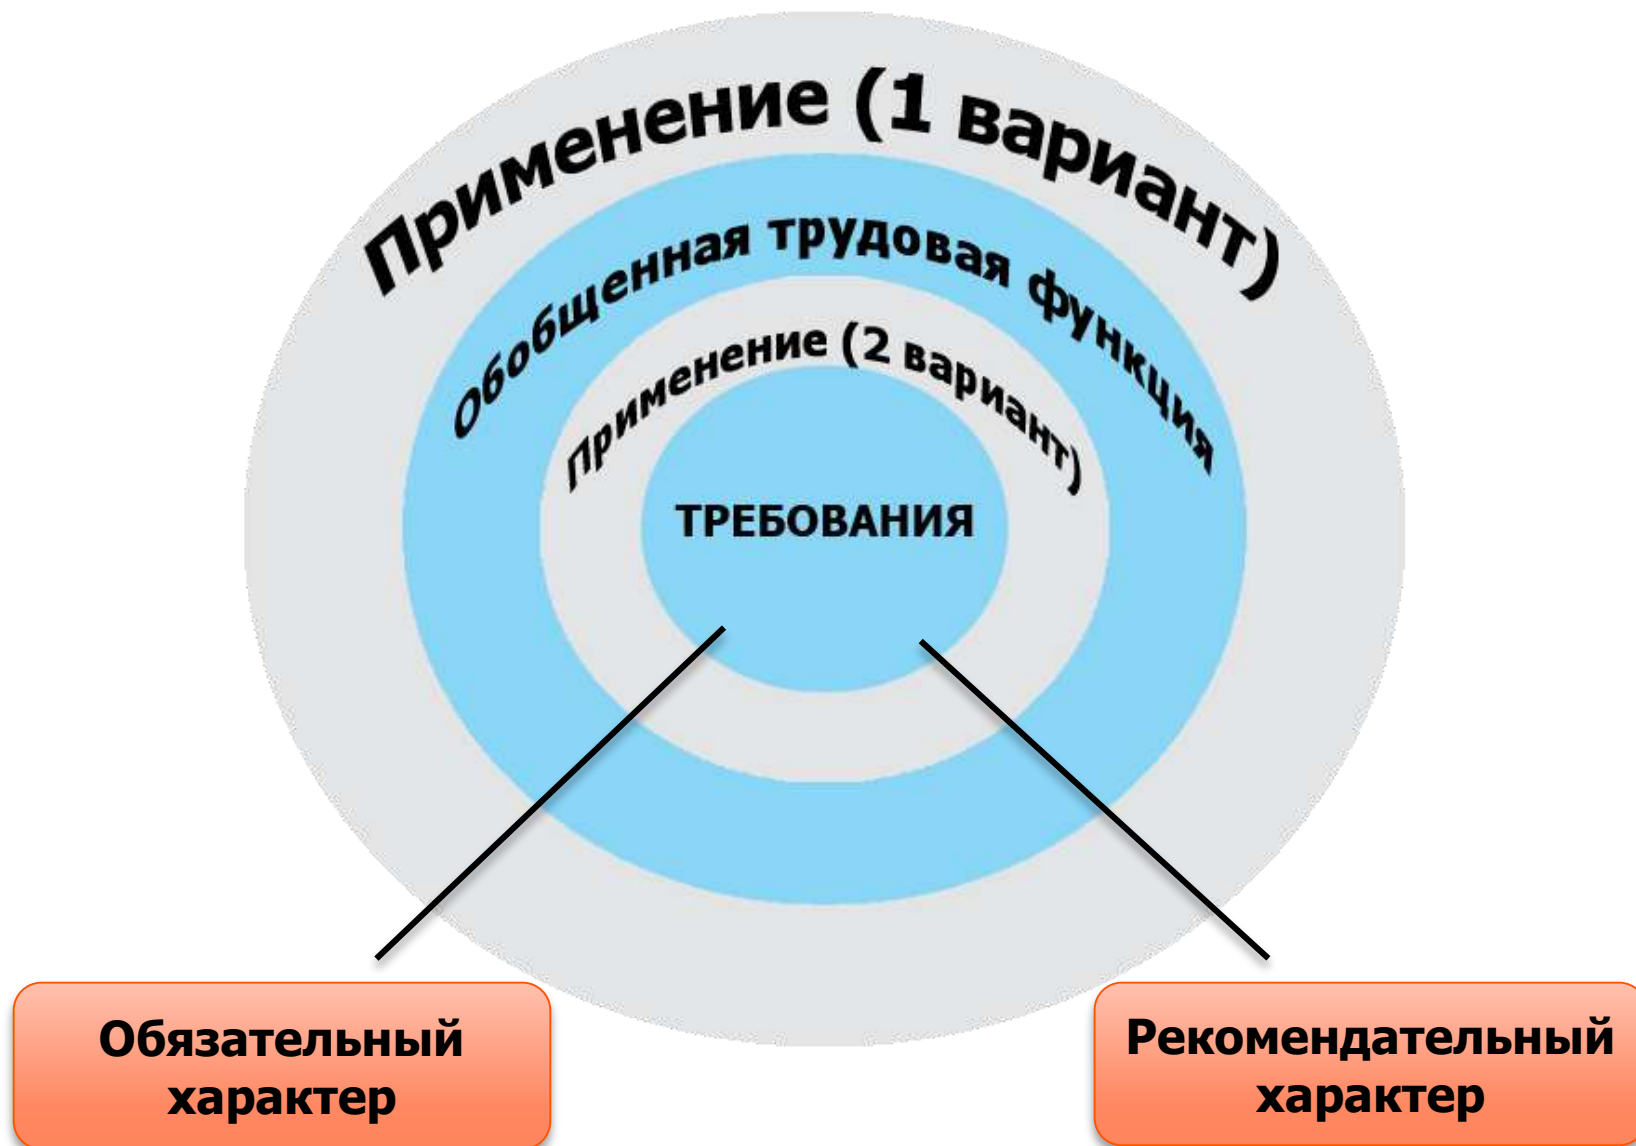 Применение (1 вариант)
Обобщенная трудовая функция
Применение (2 вариант)
ТРЕБОВАНИЯ
Обязательный
характер
Рекомендательный
характер